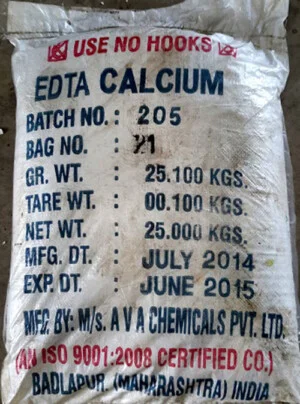 USE NO HOOKS
EDTA CALCIUM
BATCH NO. : 205
BAG NO. : 21
GR. WT. : 25.100 KGS.
TARE WT. : 00.100 KGS.
NET WT. : 25.000 KGS.
MFG. DT. : JULY 2014
EXP. DT. : JUNE 2015
MFG. BY: M/s. A V A CHEMICALS PVT. LTD.
(AN ISO 9001:2008 CERTIFIED CO.)
BADLAPUR. (MAHARASHTRA) INDIA